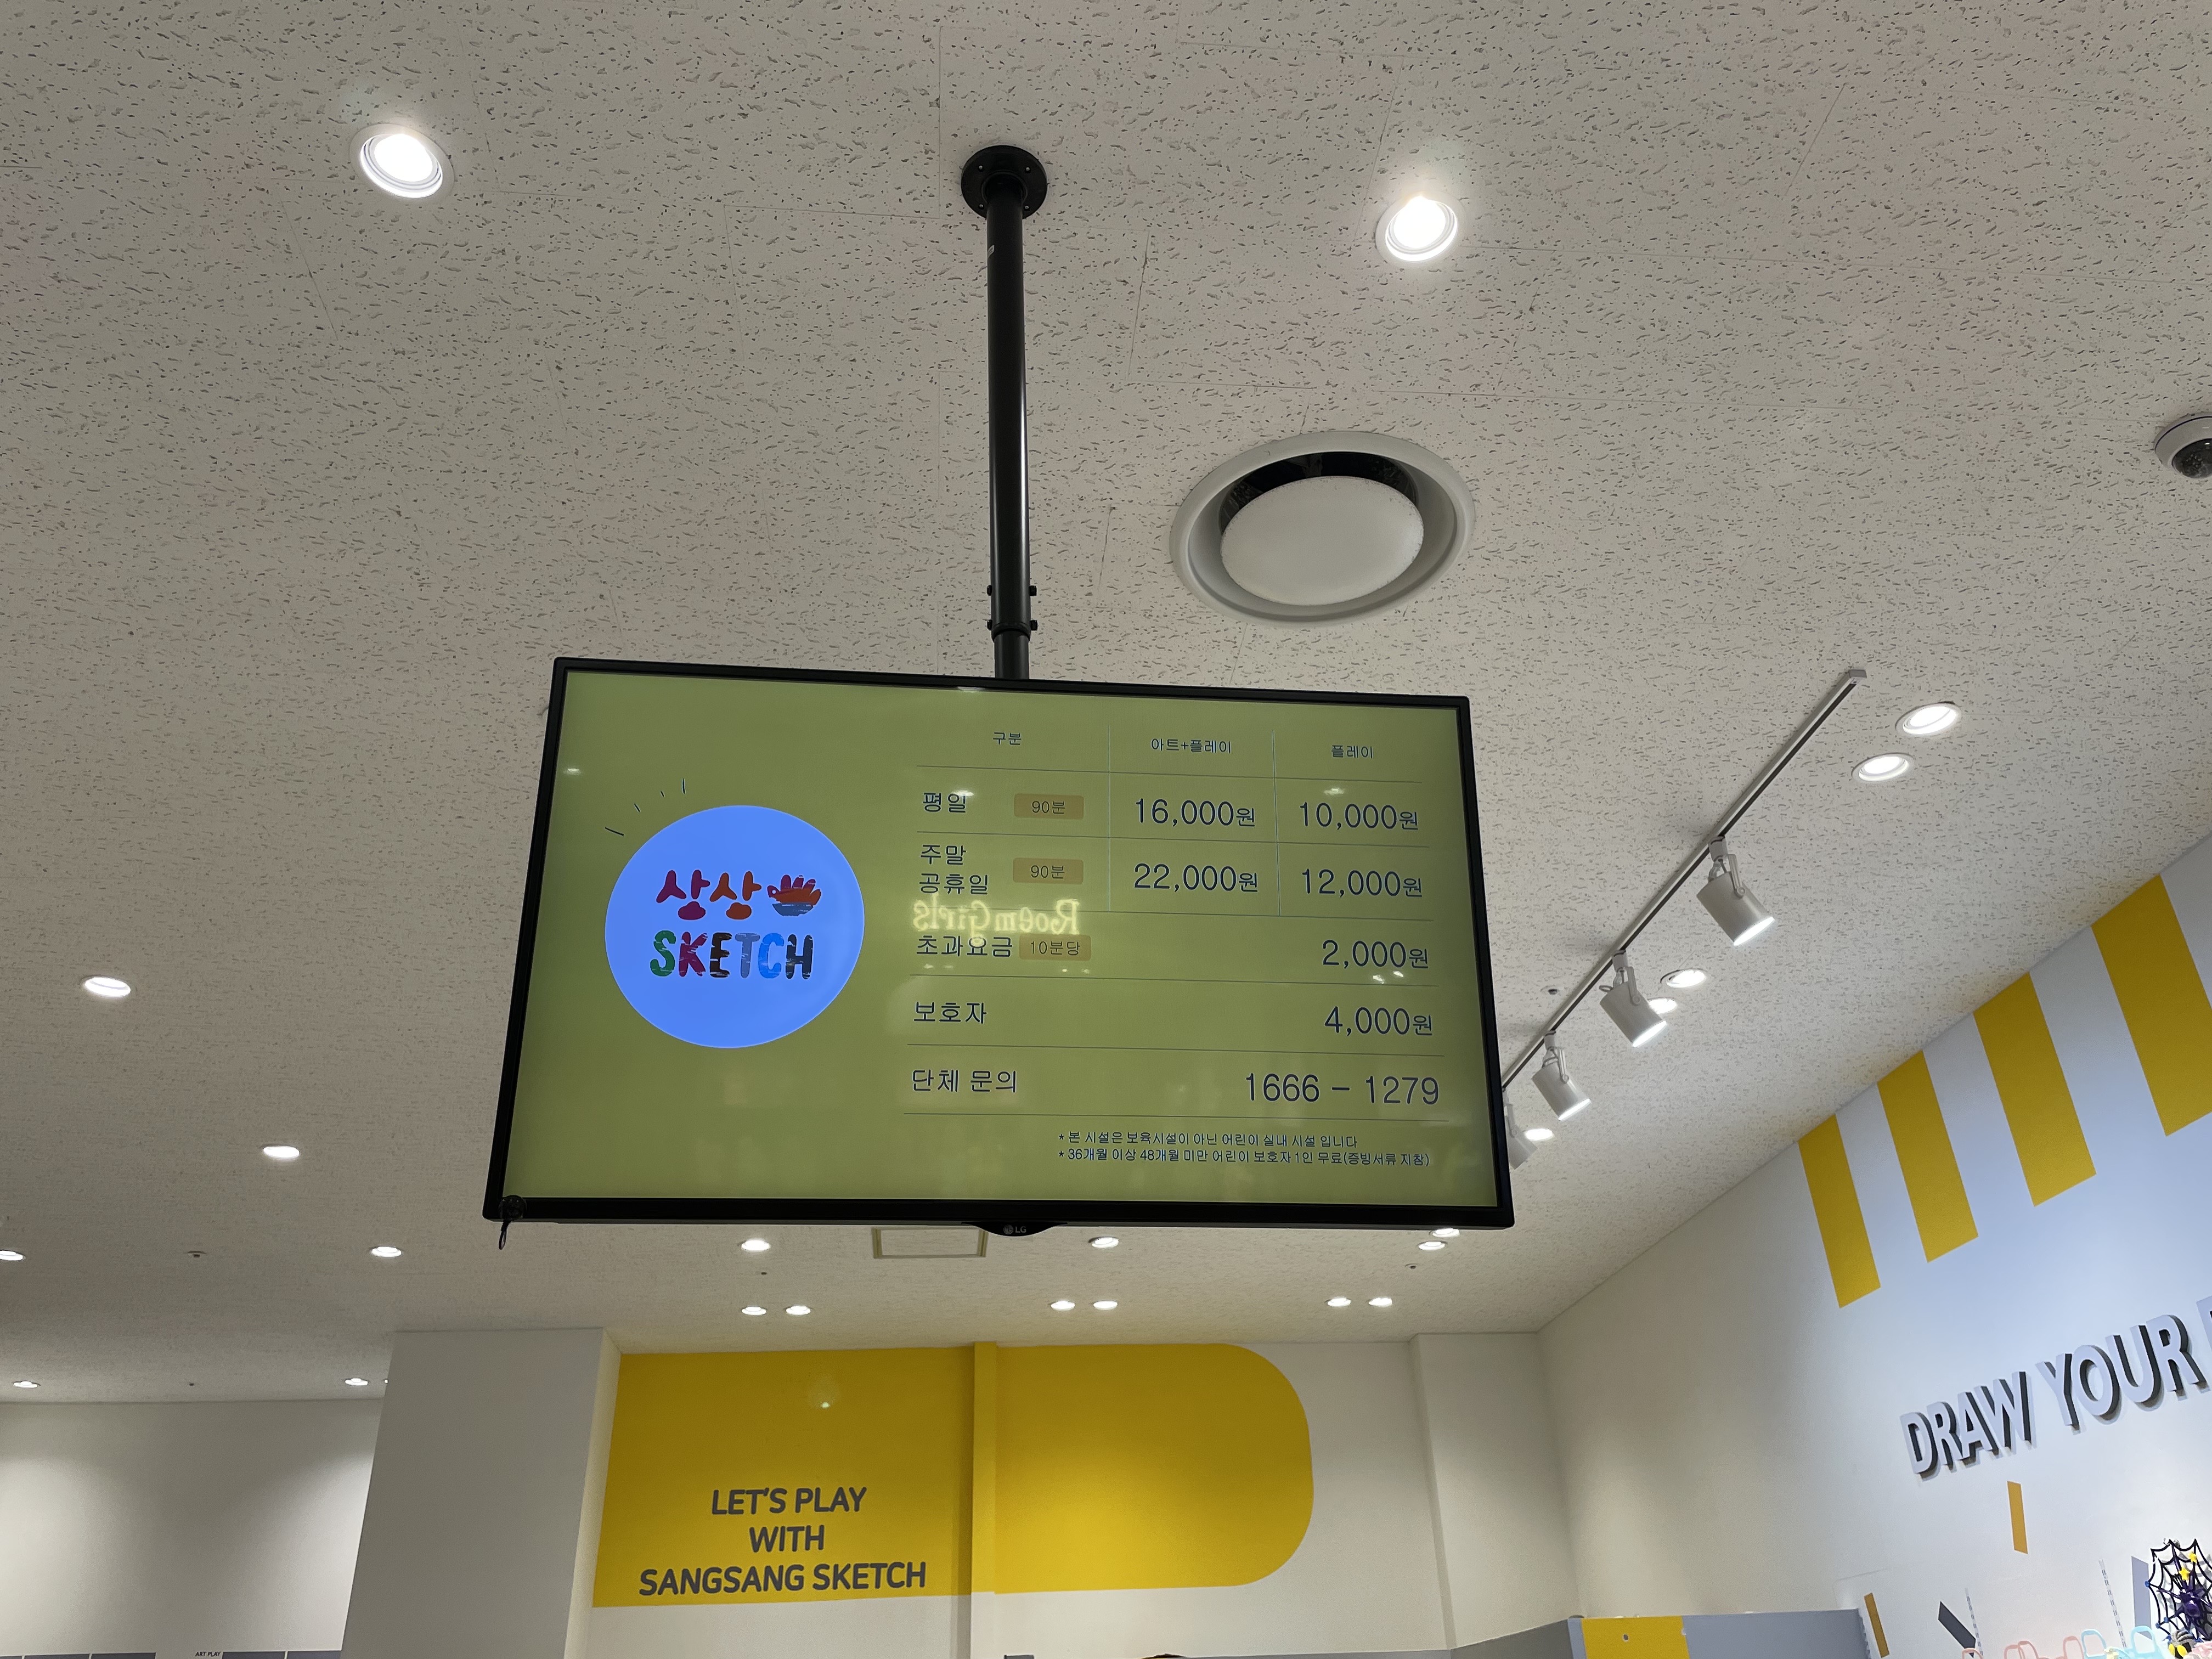 구분 아트+플레이 플레이
평일 90분 16,000원 10,000원
주말
공휴일 90분 22,000원 12,000원
Roem Girls
초과요금 10분당 2,000원
보호자 4,000원
단체 문의 1666 - 1279
* 본 시설은 보육시설이 아닌 어린이 실내 시설 입니다
* 36개월 이상 48개월 미만 어린이 보호자 1인 무료(증빙서류 지참)
상상
SKETCH
LG
DRAW YOUR
LET'S PLAY
WITH
SANGSANG SKETCH
ART PLAY